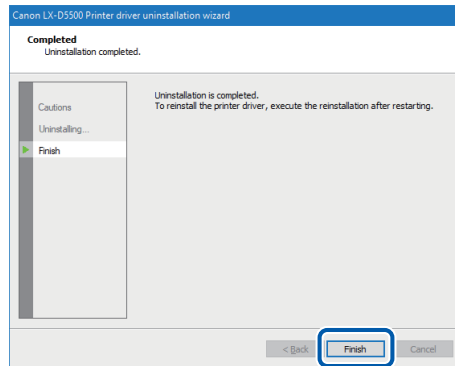 Canon LX-D5500 Printer driver uninstallation wizard
Completed
Uninstallation completed.
Cautions
Uninstalling...
Finish
Uninstallation is completed.
To reinstall the printer driver, execute the reinstallation after restarting.
< Back
Finish
Cancel